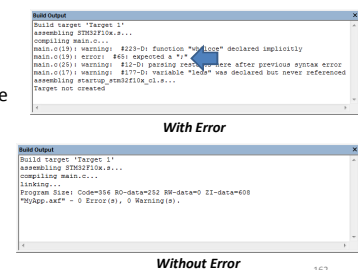 Build Output
Build target 'Target 1'
assembling STM32F10x.s...
compiling main.c...
main.c(19): warning: #223-D: function declared implicitly
main.c(19): error: #65: expected a ";"
main.c(25): warning: #12-D: parsing here after previous syntax error
main.c(17): warning: #177-D: variable "leds" was declared but never referenced
assembling startup_stm32f10x_cl.s...
Target not created
e
With Error
Build Output
Build target 'Target 1'
assembling STM32F10x.s...
compiling main.c...
linking...
Program Size: Code=356 RO-data=252 RW-data=0 ZI-data=608
"MyApp.axf" - 0 Error(s), 0 Warning(s).
Without Error
162